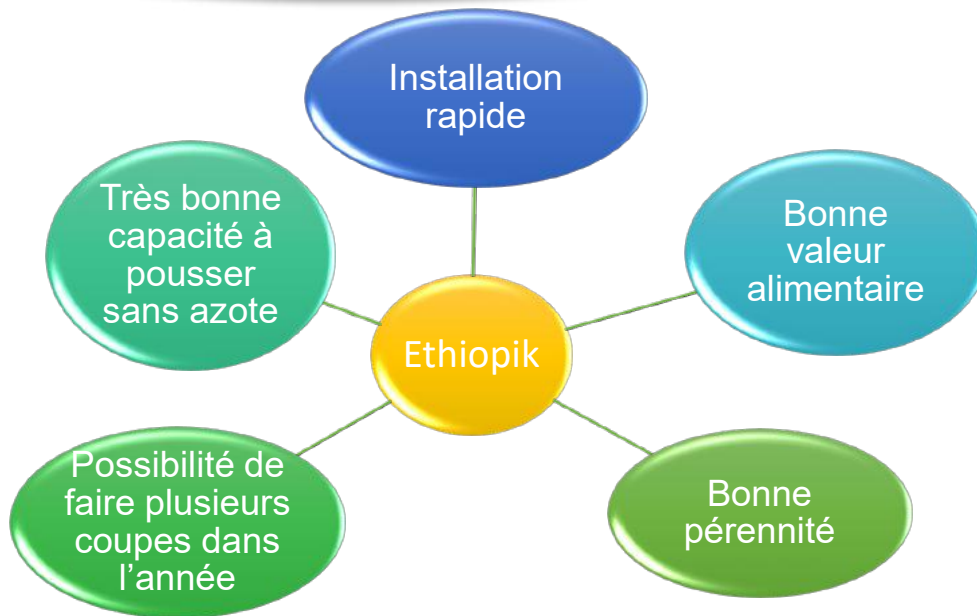 Installation
rapide
Très bonne
capacité à
pousser
sans azote
Bonne
valeur
alimentaire
Ethiopik
Possibilité de
faire plusieurs
coupes dans
l’année
Bonne
pérennité